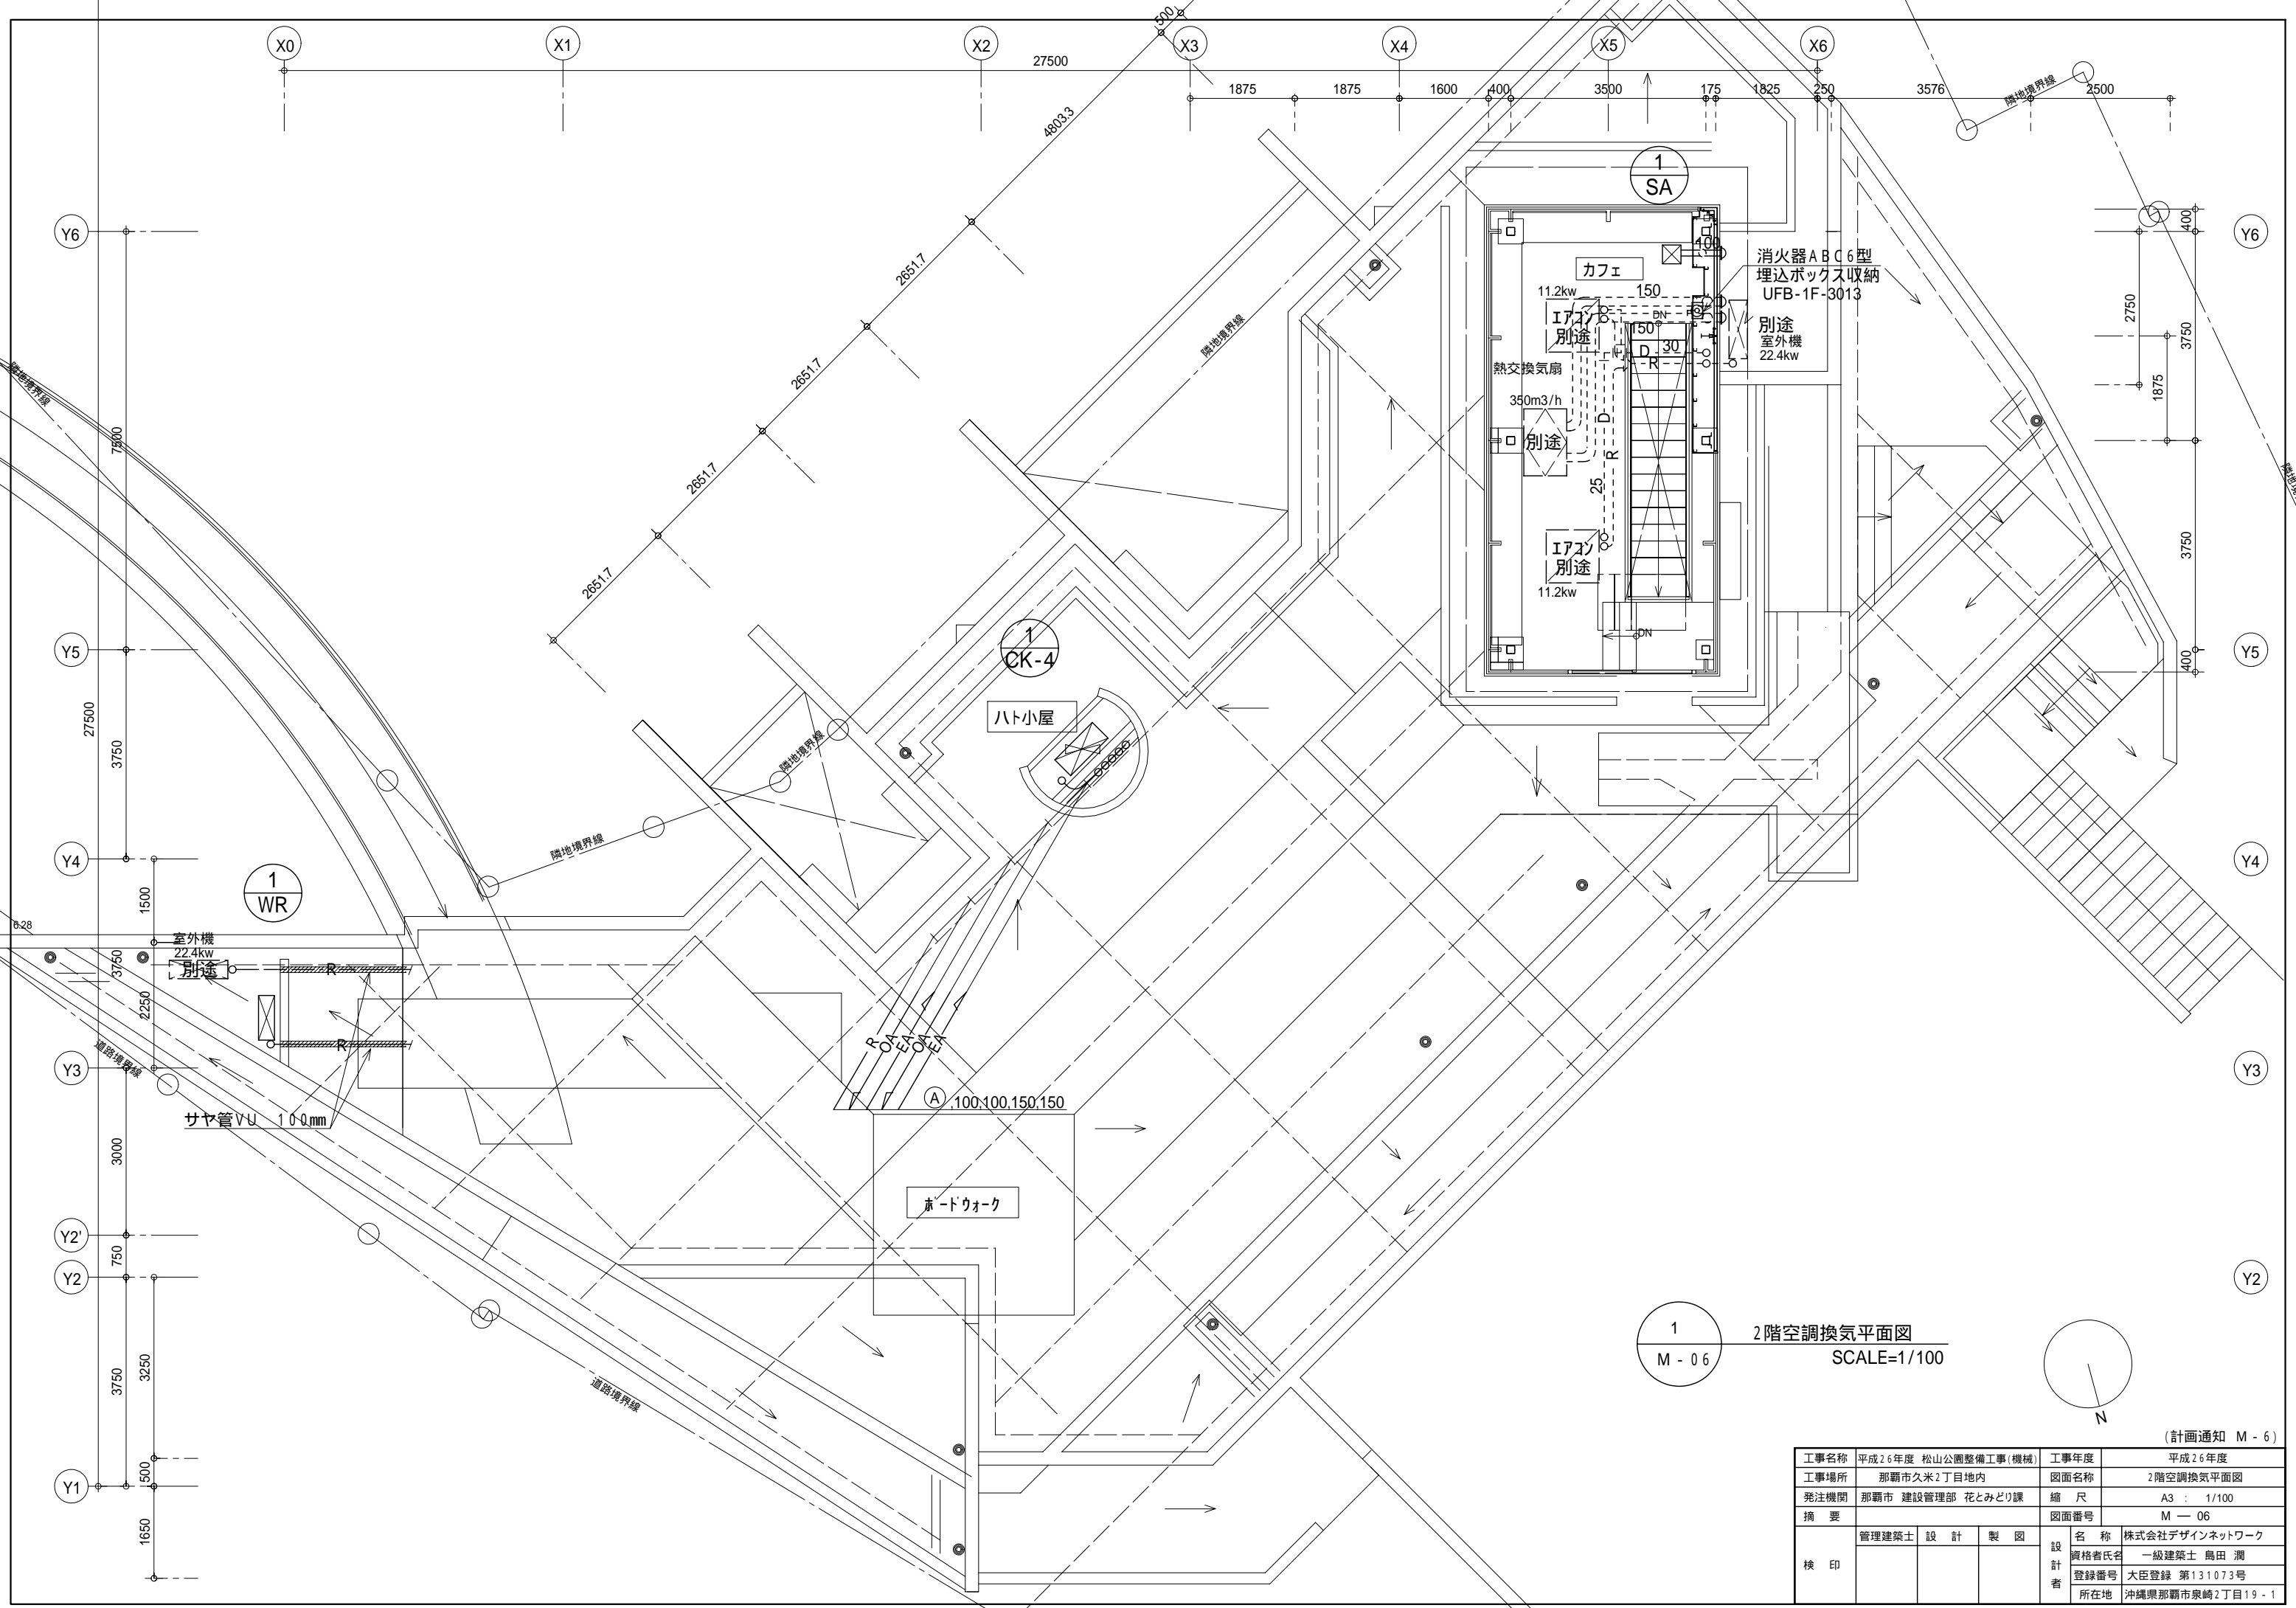 X0
X1
X2
X3
X4
X5
X6
27500
1875
1875
1600
400
3500
175
1825
250
3576
2500
500
4803.3
2651.7
2651.7
2651.7
2651.7
隣地境界線
隣地境界線
隣地境界線
隣地境界線
隣地境界線
Y6
Y5
Y4
Y3
Y2'
Y2
Y1
7500
27500
3750
1500
3750
2250
3000
750
3750
3250
500
1650
6.28
Y6
Y5
Y4
Y3
Y2
400
2750
3750
1875
3750
400
1
SA
カフェ
100
消火器ABC6型
埋込ボックス収納
UFB-1F-3013
11.2kw
150
エアコン
別途
DN
150
30
D
R
別途
室外機
22.4kw
熱交換気扇
350m3/h
別途
D
R
25
エアコン
別途
11.2kw
DN
1
CK-4
ハト小屋
1
WR
室外機
22.4kw
別途
R
R
道路境界線
サヤ管VU 100mm
R
OA
EA
OA
EA
A ,100,100,150,150
ボードウォーク
道路境界線
1
M - 06
2階空調換気平面図
SCALE=1/100
N
(計画通知 M - 6)
工事名称 平成26年度 松山公園整備工事(機械) 工事年度 平成26年度
工事場所 那覇市久米2丁目地内 図面名称 2階空調換気平面図
発注機関 那覇市 建設管理部 花とみどり課 縮 尺 A3 : 1/100
摘 要 図面番号 M — 06
検 印 管理建築士 設 計 製 図
設計者 名 称 株式会社デザインネットワーク
資格者氏名 一級建築士 島田 潤
登録番号 大臣登録 第131073号
所在地 沖縄県那覇市泉崎2丁目19 - 1